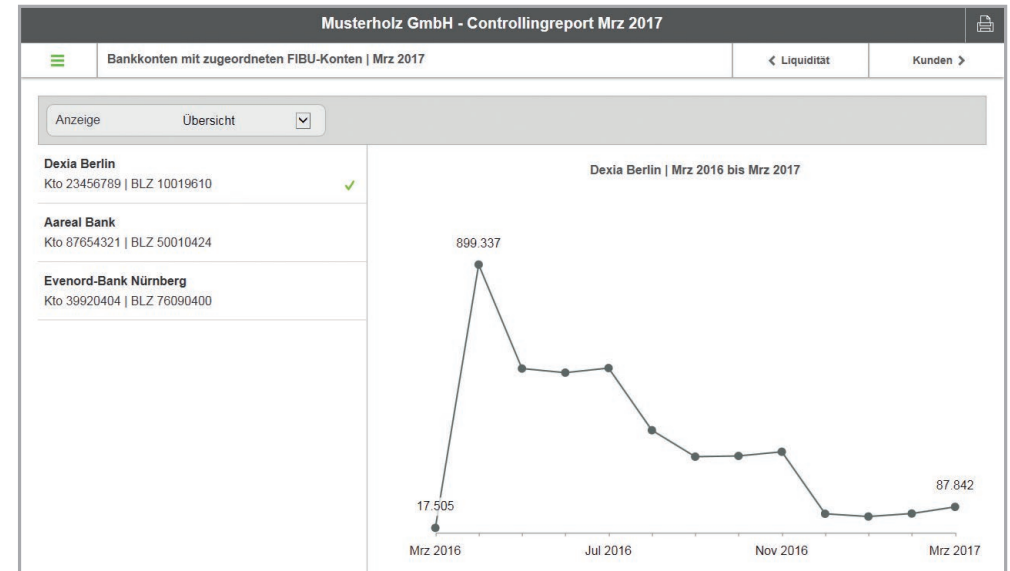 Musterholz GmbH - Controllingreport Mrz 2017
Bankkonten mit zugeordneten FIBU-Konten | Mrz 2017
Liquidität
Kunden
Anzeige Übersicht
Dexia Berlin
Kto 23456789 | BLZ 10019610
Aareal Bank
Kto 87654321 | BLZ 50010424
Evenord-Bank Nürnberg
Kto 39920404 | BLZ 76090400
Dexia Berlin | Mrz 2016 bis Mrz 2017
899.337
17.505
87.842
Mrz 2016 Jul 2016 Nov 2016 Mrz 2017